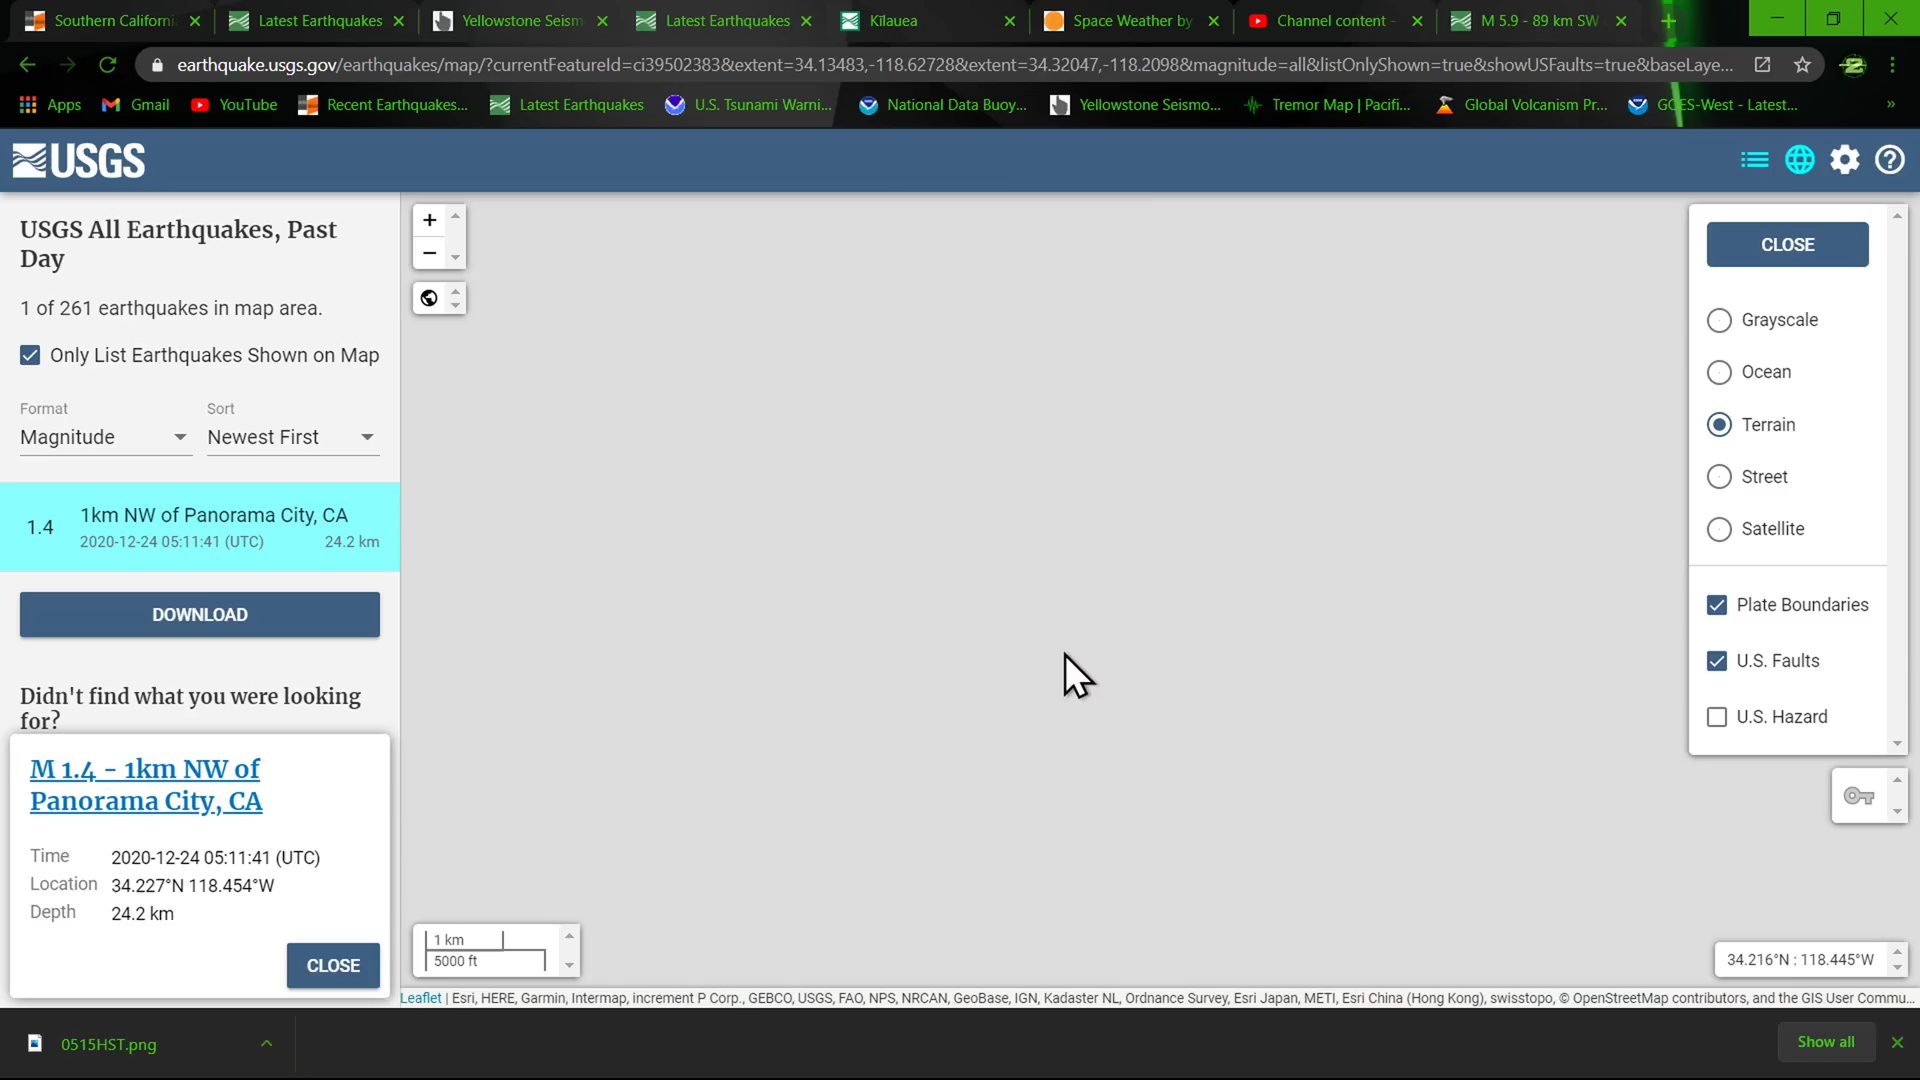 Southern Californi
Latest Earthquakes
Yellowstone Seism
Latest Earthquakes
Kilauea
Space Weather by
Channel content -
M 5.9 - 89 km SW
earthquake.usgs.gov/earthquakes/map/?currentFeatureId=ci39502383&extent=34.13483,-118.62728&extent=34.32047,-118.2098&magnitude=all&listOnlyShown=true&showUSFaults=true&baseLaye...
Apps
Gmail
YouTube
Recent Earthquakes...
Latest Earthquakes
U.S. Tsunami Warni...
National Data Buoy...
Yellowstone Seismo...
Tremor Map | Pacifi...
Global Volcanism Pr...
GOES-West - Latest...
»
USGS
USGS All Earthquakes, Past
Day
1 of 261 earthquakes in map area.
Only List Earthquakes Shown on Map
Format
Sort
Magnitude
Newest First
1.4
1km NW of Panorama City, CA
2020-12-24 05:11:41 (UTC)
24.2 km
DOWNLOAD
Didn't find what you were looking
for?
M 1.4 - 1km NW of
Panorama City, CA
Time
2020-12-24 05:11:41 (UTC)
Location
34.227°N 118.454°W
Depth
24.2 km
CLOSE
+
−
1 km
5000 ft
CLOSE
Grayscale
Ocean
Terrain
Street
Satellite
Plate Boundaries
U.S. Faults
U.S. Hazard
34.216°N : 118.445°W
Leaflet | Esri, HERE, Garmin, Intermap, increment P Corp., GEBCO, USGS, FAO, NPS, NRCAN, GeoBase, IGN, Kadaster NL, Ordnance Survey, Esri Japan, METI, Esri China (Hong Kong), swisstopo, © OpenStreetMap contributors, and the GIS User Commu...
0515HST.png
Show all